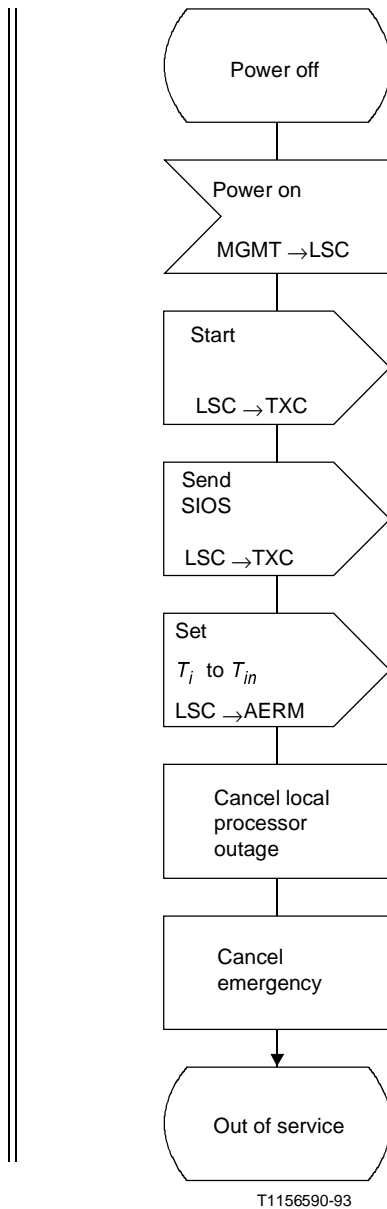 Power off
Power on
MGMT →LSC
Start
LSC →TXC
Send
SIOS
LSC →TXC
Set
Ti to Tin
LSC →AERM
Cancel local
processor
outage
Cancel
emergency
Out of service
T1156590-93